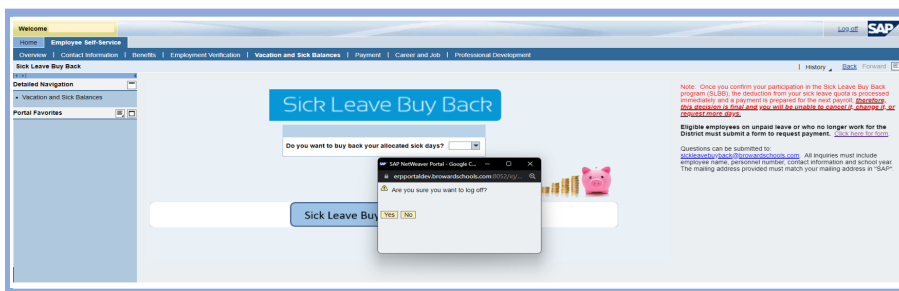 Welcome
Log off
SAP
Home Employee Self-Service
Overview | Contact Information | Benefits | Employment Verification | Vacation and Sick Balances | Payment | Career and Job | Professional Development
Sick Leave Buy Back
| History Back Forward
Detailed Navigation
Vacation and Sick Balances
Portal Favorites
Sick Leave Buy Back
Do you want to buy back your allocated sick days?
SAP NetWeaver Portal - Google C...
erpportaldev.browardschools.com:8052/irj/...
Are you sure you want to log off?
Yes No
Sick Leave Buy
Note: Once you confirm your participation in the Sick Leave Buy Back
program (SLBB), the deduction from your sick leave quota is processed
immediately and a payment is prepared for the next payroll; therefore,
this decision is final and you will be unable to cancel it, change it, or
request more days.
Eligible employees on unpaid leave or who no longer work for the
District must submit a form to request payment. Click here for form.
Questions can be submitted to:
sickleavebuyback@browardschools.com. All inquiries must include
employee name, personnel number, contact information and school year.
The mailing address provided must match your mailing address in "SAP".